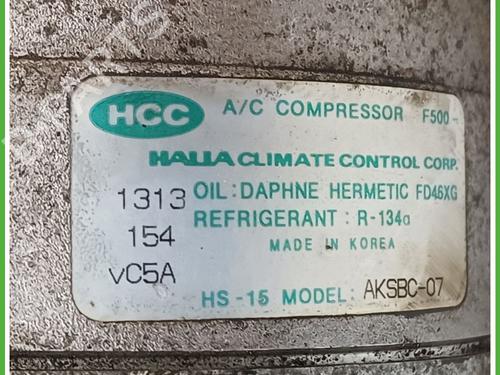 HCC A/C COMPRESSOR F500-
HALLA CLIMATE CONTROL CORP.
1313 OIL : DAPHNE HERMETIC FD46XG
REFRIGERANT : R-134a
154 MADE IN KOREA
VC5A
HS-15 MODEL: AKSBC-07